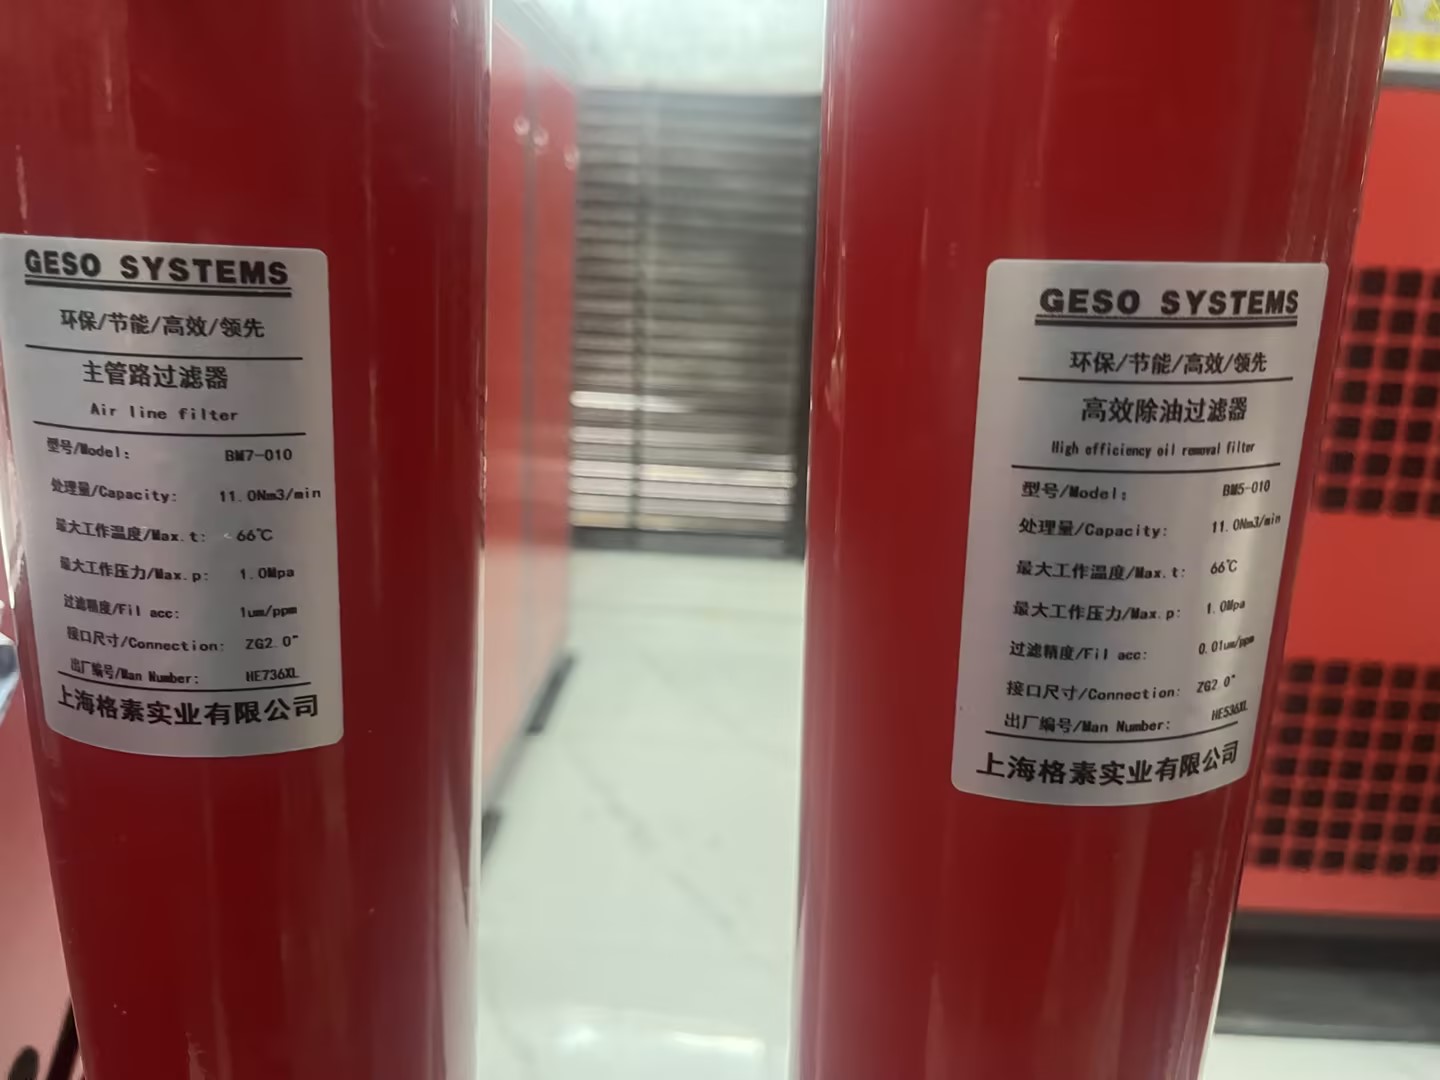 GESO SYSTEMS
环保/节能/高效/领先
主管路过滤器
Air line filter
型号/Model: BM7-010
处理量/Capacity: 11.0Nm3/min
最大工作温度/Max.t: 66℃
最大工作压力/Max.p: 1.0Mpa
过滤精度/Fil acc: 1um/ppm
接口尺寸/Connection: ZG2.0"
出厂编号/Man Number: HE736XL
上海格素实业有限公司
GESO SYSTEMS
环保/节能/高效/领先
高效除油过滤器
High efficiency oil removal filter
型号/Model: BM5-010
处理量/Capacity: 11.0Nm3/min
最大工作温度/Max.t: 66℃
最大工作压力/Max.p: 1.0Mpa
过滤精度/Fil acc: 0.01um/ppm
接口尺寸/Connection: ZG2.0"
出厂编号/Man Number: HE536XL
上海格素实业有限公司